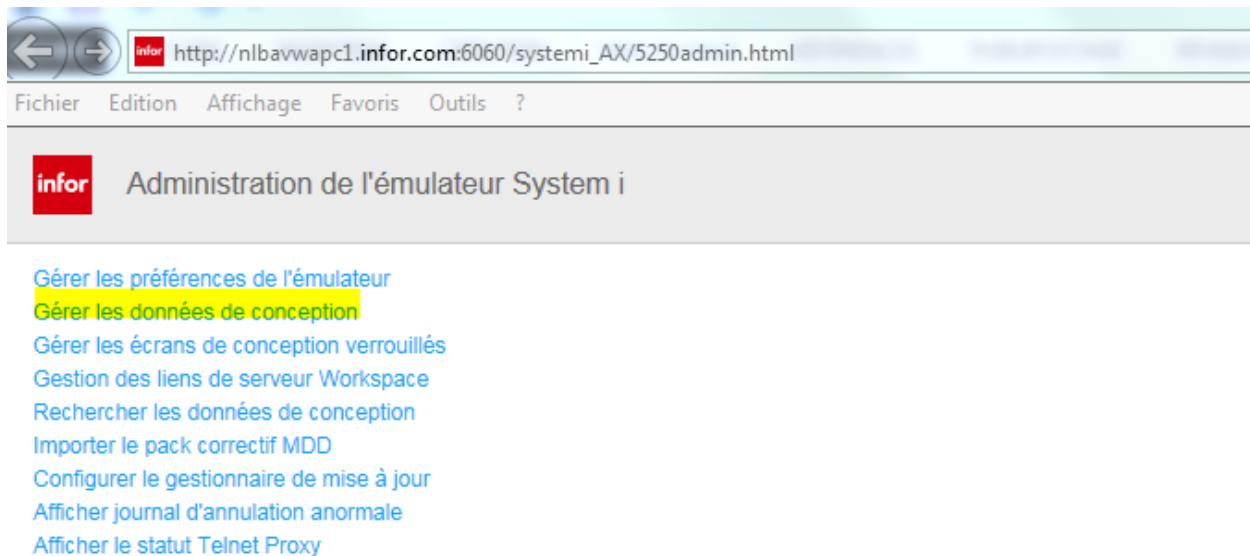 infor http://nlbavwapc1.infor.com:6060/systemi_AX/5250admin.html
Fichier Edition Affichage Favoris Outils ?
infor Administration de l'émulateur System i
Gérer les préférences de l'émulateur
Gérer les données de conception
Gérer les écrans de conception verrouillés
Gestion des liens de serveur Workspace
Rechercher les données de conception
Importer le pack correctif MDD
Configurer le gestionnaire de mise à jour
Afficher journal d'annulation anormale
Afficher le statut Telnet Proxy